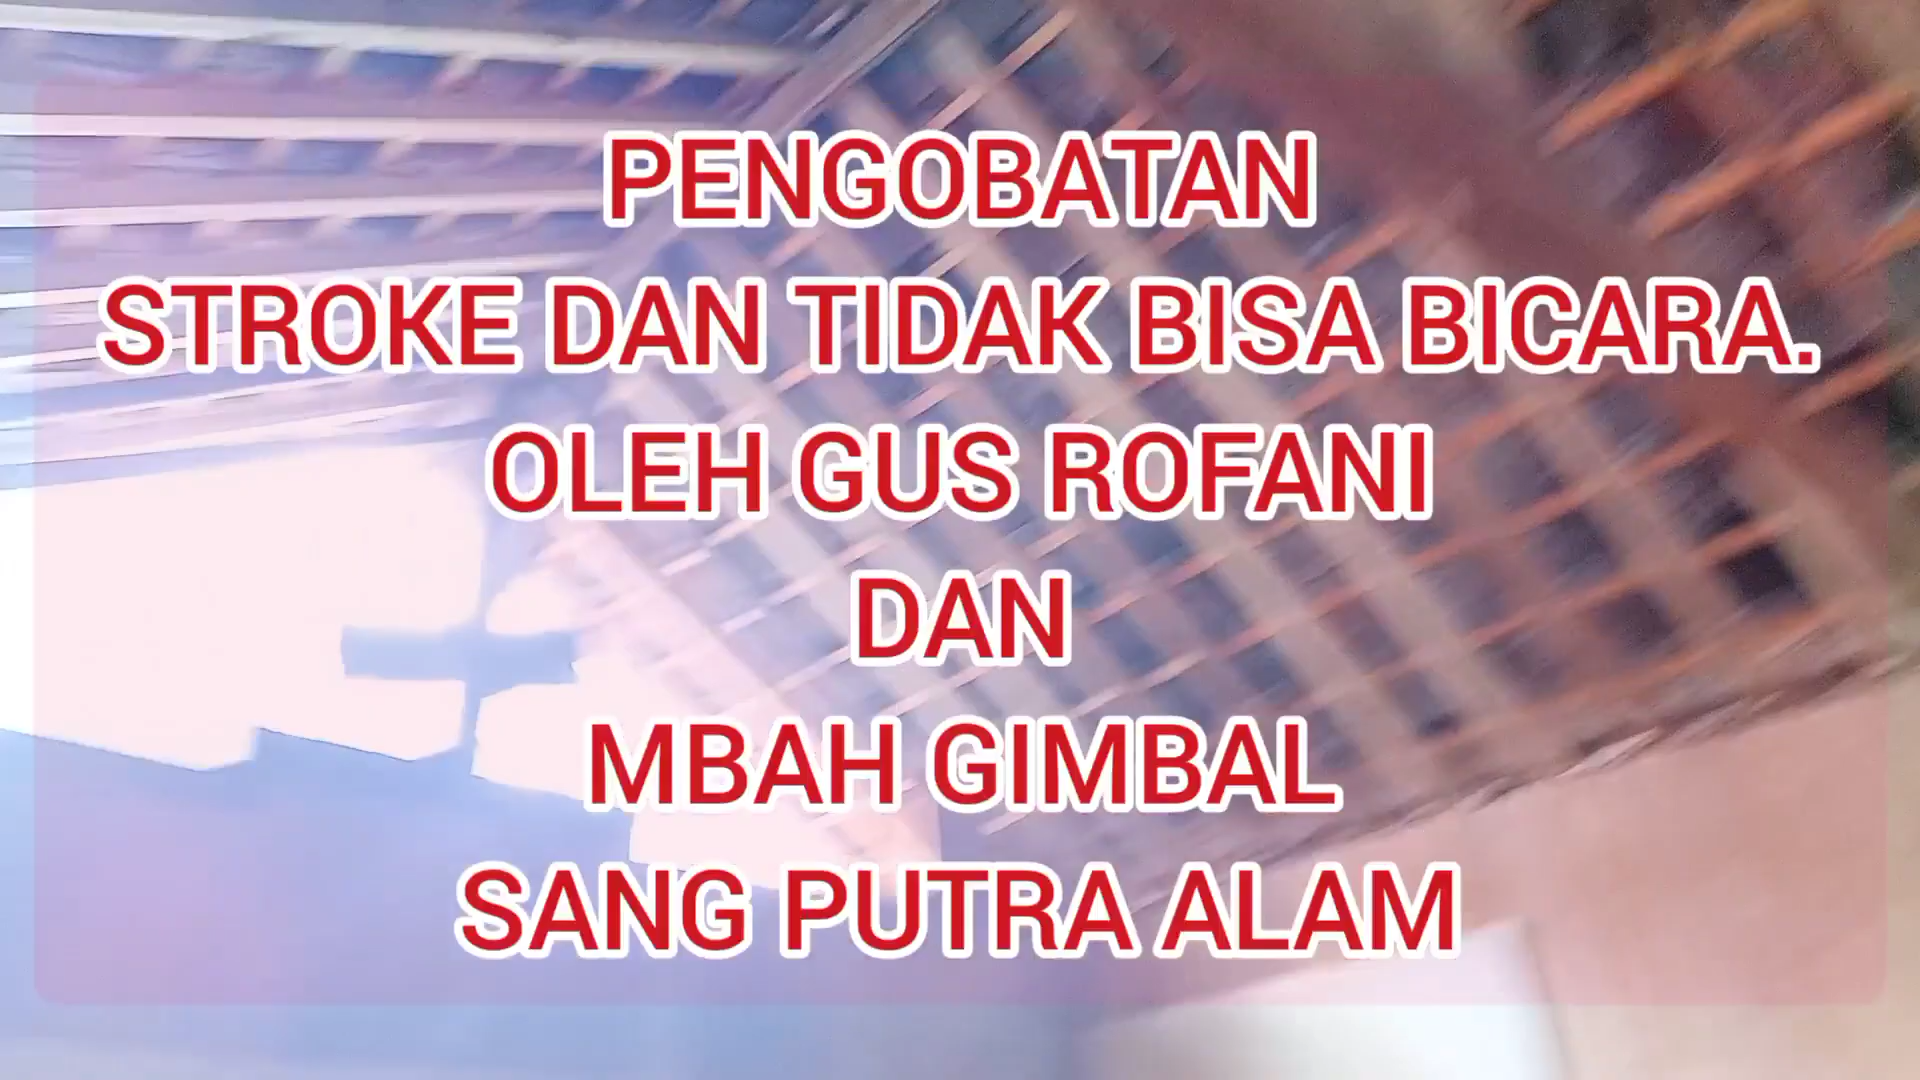 PENGOBATAN
STROKE DAN TIDAK BISA BICARA.
OLEH GUS ROFANI
DAN
MBAH GIMBAL
SANG PUTRA ALAM